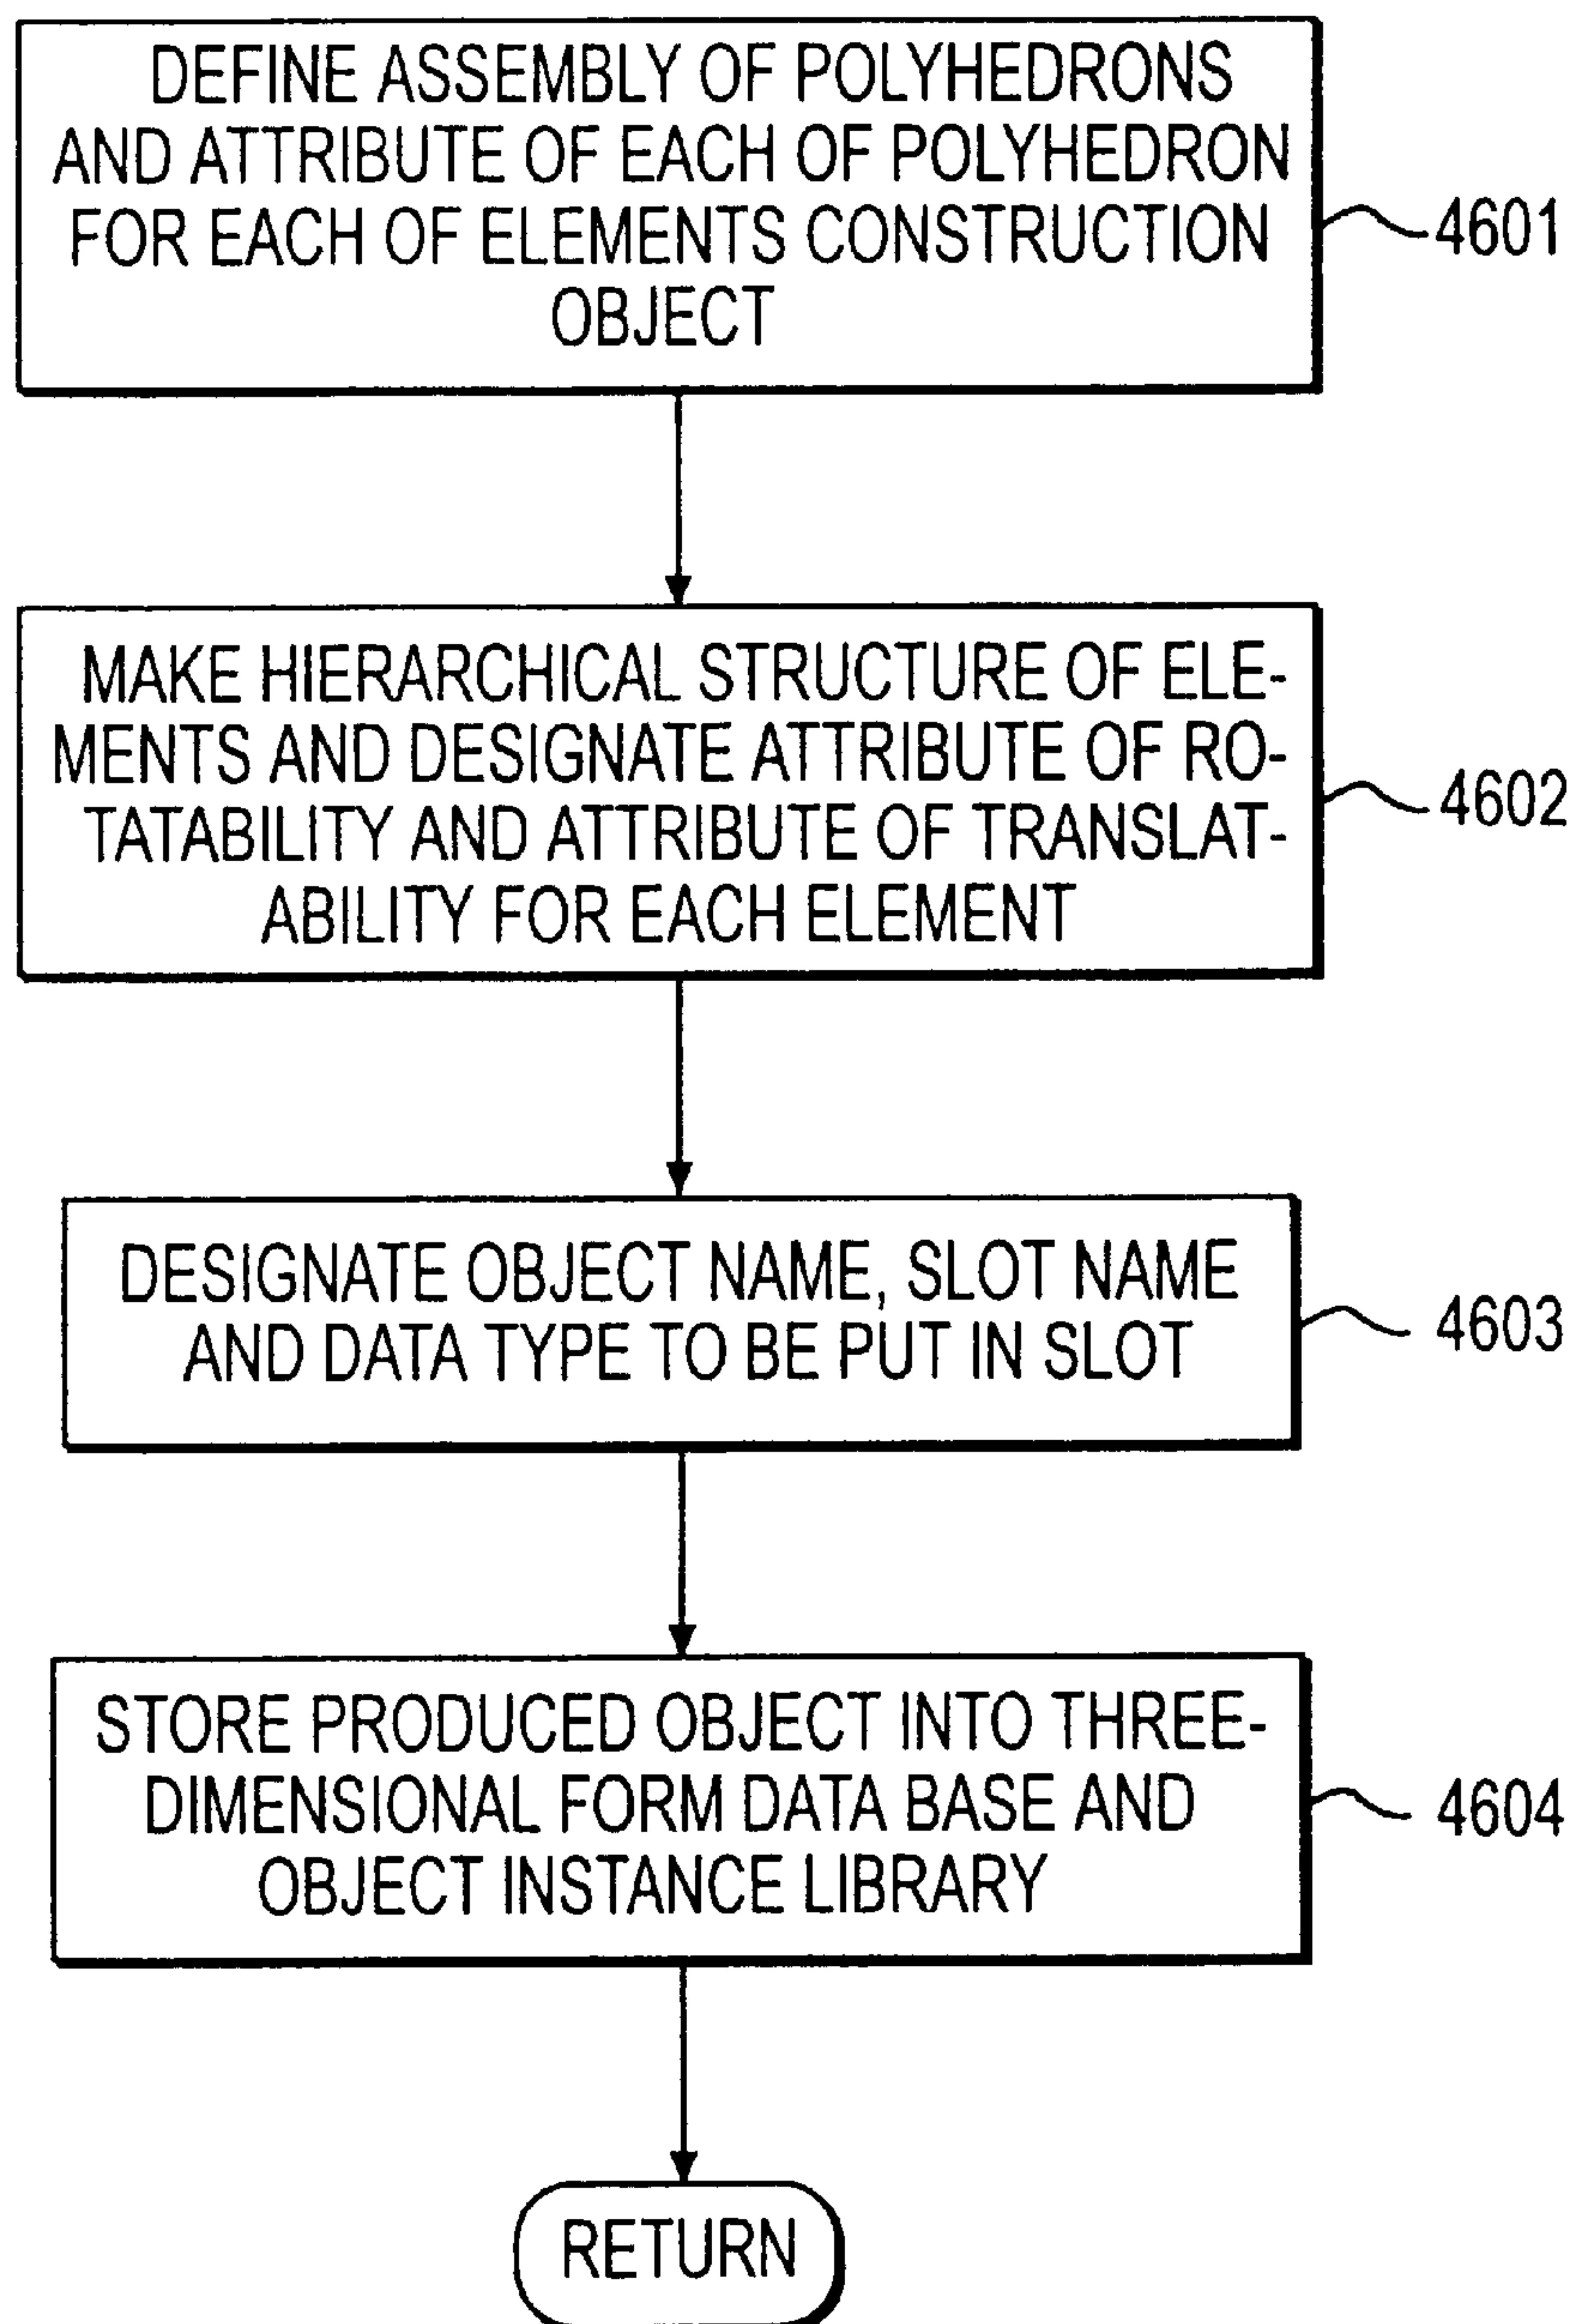 DEFINE ASSEMBLY OF POLYHEDRONS
AND ATTRIBUTE OF EACH OF POLYHEDRON
FOR EACH OF ELEMENTS CONSTRUCTION
OBJECT
4601
MAKE HIERARCHICAL STRUCTURE OF ELE-
MENTS AND DESIGNATE ATTRIBUTE OF RO-
TATABILITY AND ATTRIBUTE OF TRANSLAT-
ABILITY FOR EACH ELEMENT
4602
DESIGNATE OBJECT NAME, SLOT NAME
AND DATA TYPE TO BE PUT IN SLOT
4603
STORE PRODUCED OBJECT INTO THREE-
DIMENSIONAL FORM DATA BASE AND
OBJECT INSTANCE LIBRARY
4604
RETURN